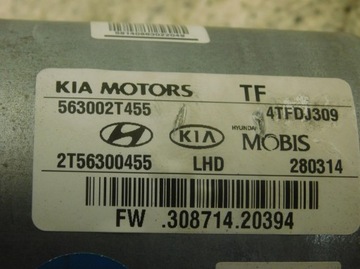 KIA MOTORS TF
563002T455 4TFDJ309
KIA HYUNDAI MOBIS
2T56300455 LHD 280314
FW .308714.20394